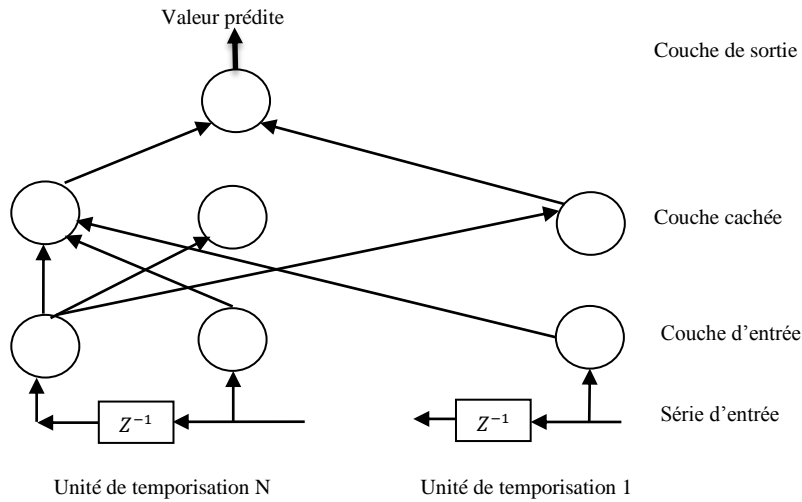 Valeur prédite
Couche de sortie
Couche cachée
Couche d’entrée
Z⁻¹
Z⁻¹
Série d’entrée
Unité de temporisation N
Unité de temporisation 1